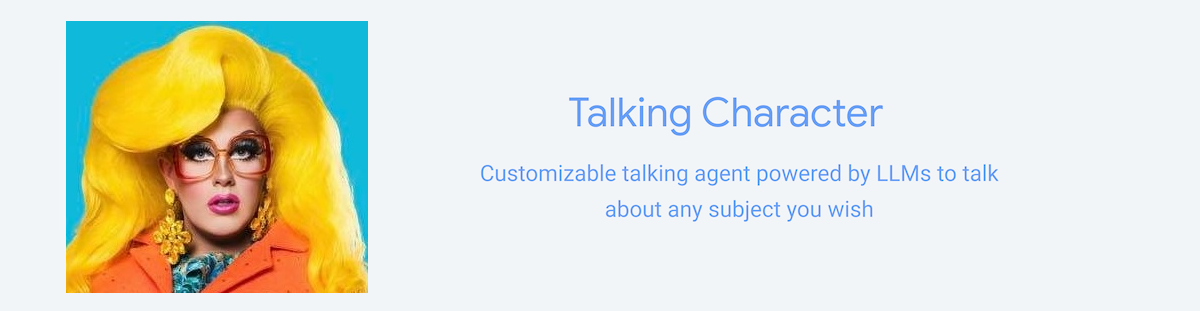 Talking Character
Customizable talking agent powered by LLMs to talk
about any subject you wish